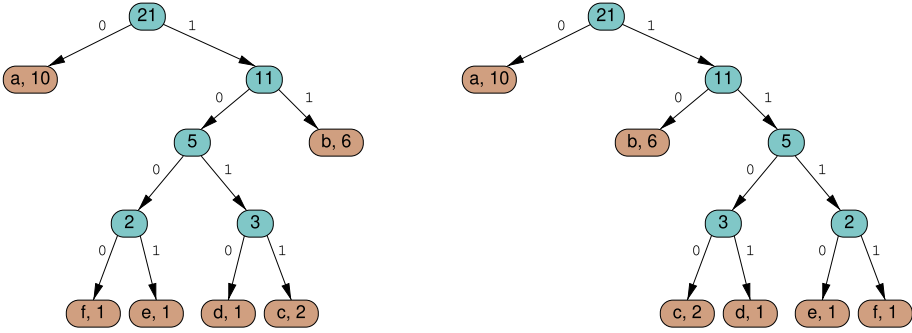 21 21
0 1 0 1
a, 10 11 a, 10 11
0 1 0 1
5 b, 6 b, 6 5
0 1 0 1
2 3 3 2
0 1 0 1 0 1 0 1
f, 1 e, 1 d, 1 c, 2 c, 2 d, 1 e, 1 f, 1